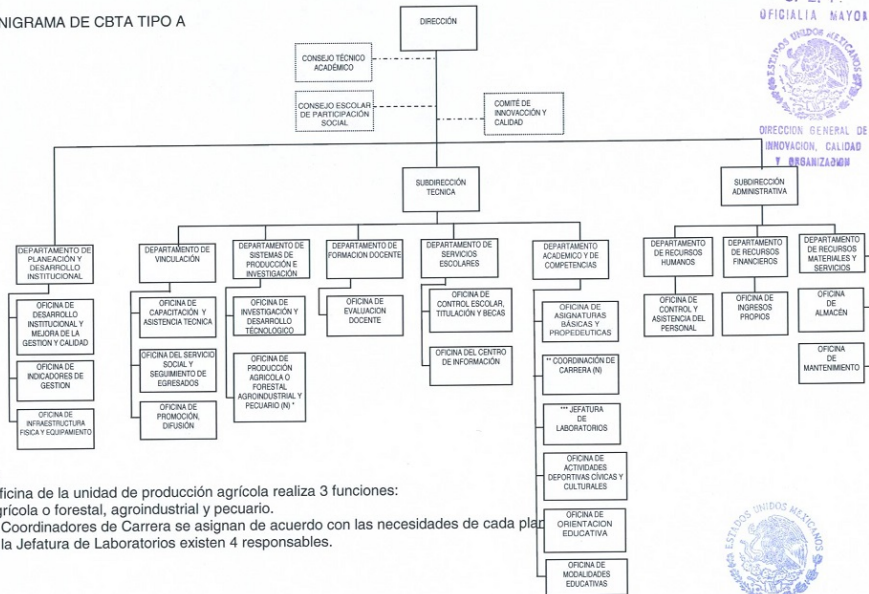 NIGRAMA DE CBTA TIPO A
DIRECCIÓN
OFICIALIA MAYOR
ESTADOS UNIDOS MEXICANOS
DIRECCION GENERAL DE
INNOVACION, CALIDAD
Y ORGANIZACION
CONSEJO TÉCNICO
ACADÉMICO
CONSEJO ESCOLAR
DE PARTICIPACIÓN
SOCIAL
COMITÉ DE
INNOVACCIÓN Y
CALIDAD
SUBDIRECCIÓN
TECNICA
SUBDIRECCIÓN
ADMINISTRATIVA
DEPARTAMENTO DE
PLANEACIÓN Y
DESARROLLO
INSTITUCIONAL
DEPARTAMENTO DE
VINCULACIÓN
DEPARTAMENTO DE
SISTEMAS DE
PRODUCCIÓN E
INVESTIGACIÓN
DEPARTAMENTO DE
FORMACION DOCENTE
DEPARTAMENTO DE
SERVICIOS
ESCOLARES
DEPARTAMENTO
ACADEMICO Y DE
COMPETENCIAS
DEPARTAMENTO
DE RECURSOS
HUMANOS
DEPARTAMENTO
DE RECURSOS
FINANCIEROS
DEPARTAMENTO
DE RECURSOS
MATERIALES Y
SERVICIOS
OFICINA DE
DESARROLLO
INSTITUCIONAL Y
MEJORA DE LA
GESTION Y CALIDAD
OFICINA DE
INDICADORES DE
GESTION
OFICINA DE
INFRAESTRUCTURA
FISICA Y EQUIPAMIENTO
OFICINA DE
CAPACITACIÓN Y
ASISTENCIA TECNICA
OFICINA DEL SERVICIO
SOCIAL Y
SEGUIMIENTO DE
EGRESADOS
OFICINA DE
PROMOCIÓN,
DIFUSIÓN
OFICINA DE
INVESTIGACIÓN Y
DESARROLLO
TÉCNOLOGICO
OFICINA DE
PRODUCCIÓN
AGRICOLA O
FORESTAL
AGROINDUSTRIAL Y
PECUARIO (N) *
OFICINA DE
EVALUACION
DOCENTE
OFICINA DE
CONTROL ESCOLAR,
TITULACIÓN Y BECAS
OFICINA DEL CENTRO
DE INFORMACIÓN
OFICINA DE
ASIGNATURAS
BÁSICAS Y
PROPEDEUTICAS
** COORDINACIÓN DE
CARRERA (N)
*** JEFATURA
DE
LABORATORIOS
OFICINA DE
ACTIVIDADES
DEPORTIVAS CÍVICAS Y
CULTURALES
OFICINA DE
ORIENTACION
EDUCATIVA
OFICINA DE
MODALIDADES
EDUCATIVAS
OFICINA DE
CONTROL Y
ASISTENCIA DEL
PERSONAL
OFICINA DE
INGRESOS
PROPIOS
OFICINA
DE
ALMACÉN
OFICINA
DE
MANTENIMIENTO
ficina de la unidad de producción agrícola realiza 3 funciones:
grícola o forestal, agroindustrial y pecuario.
Coordinadores de Carrera se asignan de acuerdo con las necesidades de cada plan
la Jefatura de Laboratorios existen 4 responsables.
ESTADOS UNIDOS MEXICANOS